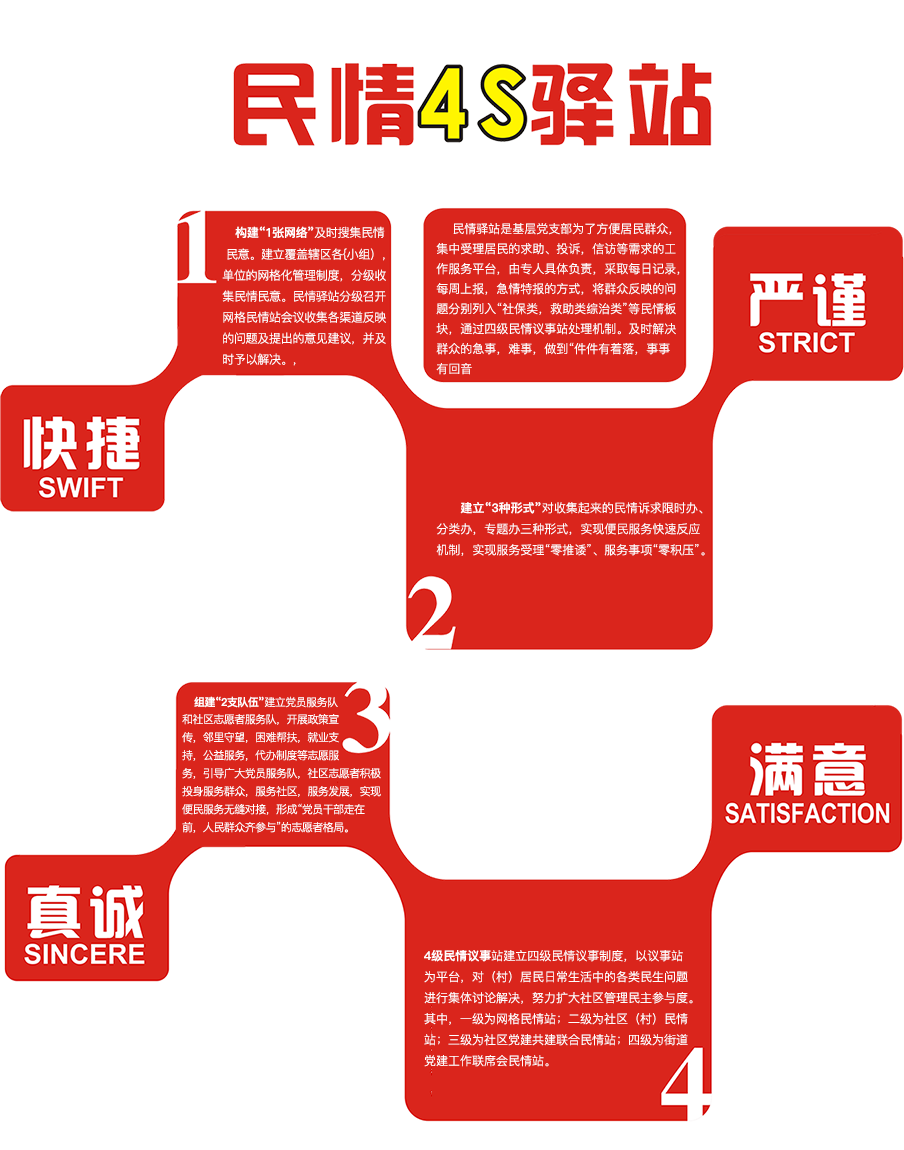 民情4S驿站
1
构建“1张网络”及时搜集民情
民意。建立覆盖辖区各{小组），
单位的网格化管理制度，分级收
集民情民意。民情驿站分级召开
网格民情站会议收集各渠道反映
的问题及提出的意见建议，并及
时予以解决。，
民情驿站是基层党支部为了方便居民群众，
集中受理居民的求助、投诉，信访等需求的工
作服务平台，由专人具体负责，采取每日记录，
每周上报，急情特报的方式，将群众反映的问
题分别列入“社保类，救助类综治类”等民情板
块，通过四级民情议事站处理机制。及时解决
群众的急事，难事，做到“件件有着落，事事
有回音
严谨
STRICT
快捷
SWIFT
建立“3种形式”对收集起来的民情诉求限时办、
分类办，专题办三种形式，实现便民服务快速反应
机制，实现服务受理“零推诿”、服务事项“零积压”。
2
3
组建“2支队伍”建立党员服务队
和社区志愿者服务队，开展政策宣
传，邻里守望，困难帮扶，就业支
持，公益服务，代办制度等志愿服
务，引导广大党员服务队，社区志愿者积极
投身服务群众，服务社区，服务发展，实现
便民服务无缝对接，形成“党员干部走在
前，人民群众齐参与”的志愿者格局。
满意
SATISFACTION
真诚
SINCERE
4级民情议事站建立四级民情议事制度，以议事站
为平台，对（村）居民日常生活中的各类民生问题
进行集体讨论解决，努力扩大社区管理民主参与度。
其中，一级为网格民情站；二级为社区（村）民情
站；三级为社区党建共建联合民情站；四级为街道
党建工作联席会民情站。
4